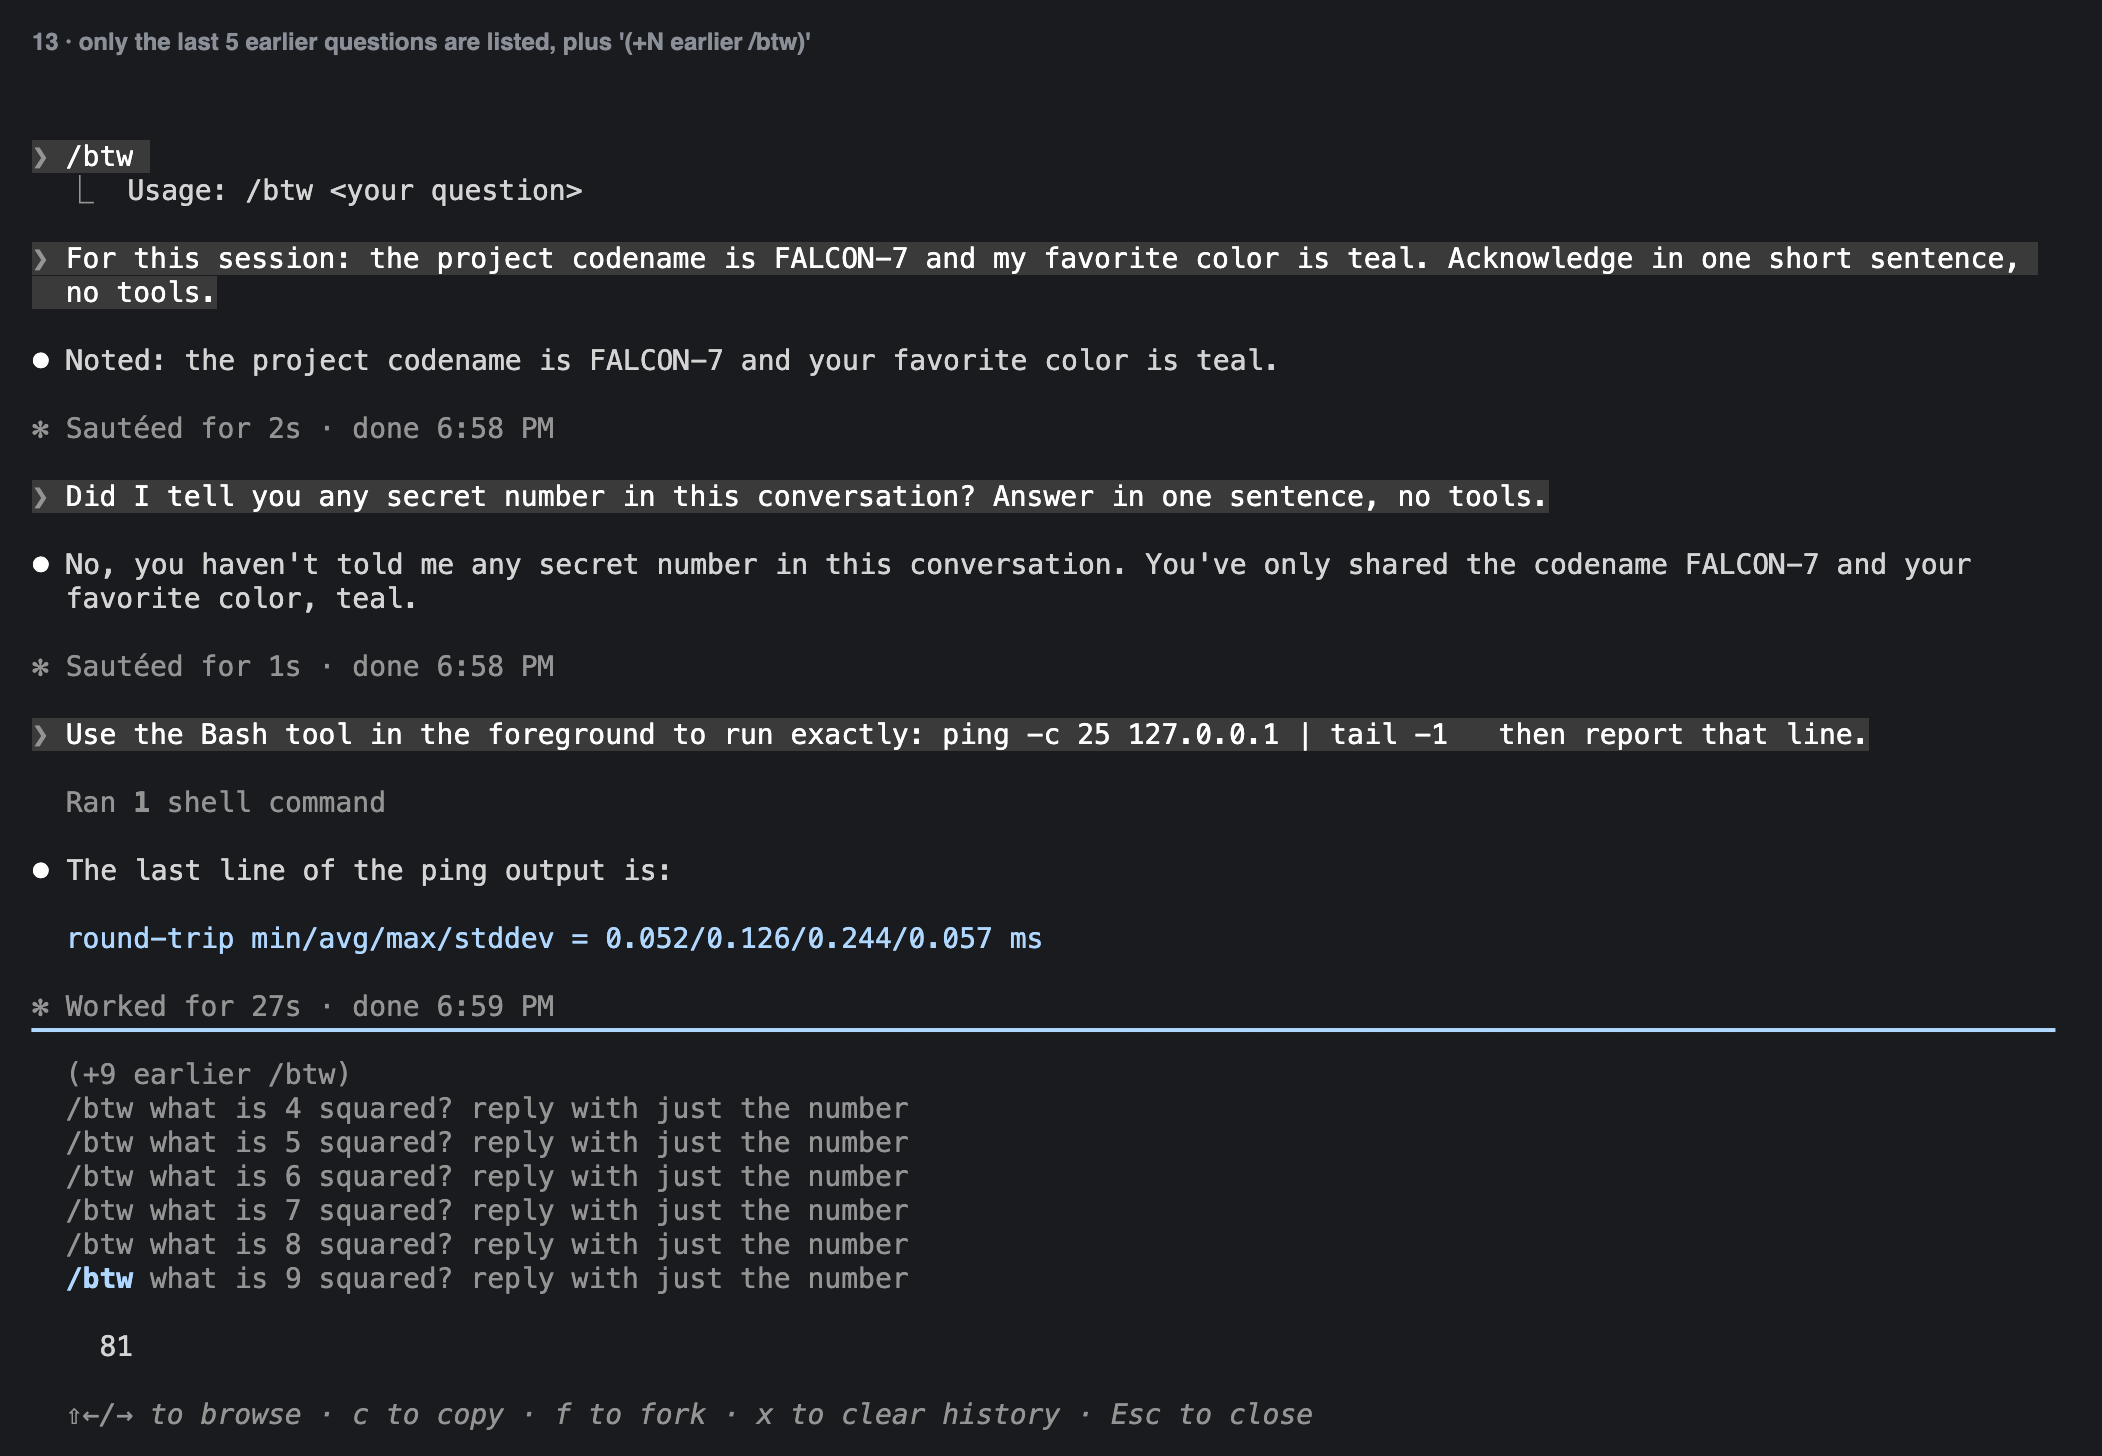 13 · only the last 5 earlier questions are listed, plus '(+N earlier /btw)'
❯ /btw
⎿  Usage: /btw <your question>
❯ For this session: the project codename is FALCON-7 and my favorite color is teal. Acknowledge in one short sentence,
no tools.
● Noted: the project codename is FALCON-7 and your favorite color is teal.
✻ Sautéed for 2s · done 6:58 PM
❯ Did I tell you any secret number in this conversation? Answer in one sentence, no tools.
● No, you haven't told me any secret number in this conversation. You've only shared the codename FALCON-7 and your
favorite color, teal.
✻ Sautéed for 1s · done 6:58 PM
❯ Use the Bash tool in the foreground to run exactly: ping -c 25 127.0.0.1 | tail -1   then report that line.
Ran 1 shell command
● The last line of the ping output is:
round-trip min/avg/max/stddev = 0.052/0.126/0.244/0.057 ms
✻ Worked for 27s · done 6:59 PM
(+9 earlier /btw)
/btw what is 4 squared? reply with just the number
/btw what is 5 squared? reply with just the number
/btw what is 6 squared? reply with just the number
/btw what is 7 squared? reply with just the number
/btw what is 8 squared? reply with just the number
/btw what is 9 squared? reply with just the number
81
⇧←/→ to browse · c to copy · f to fork · x to clear history · Esc to close